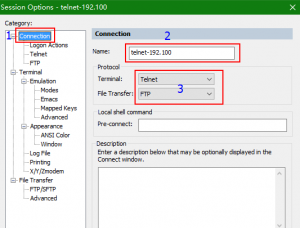 Session Options - telnet-192.100
Category:
1
Connection
Logon Actions
Telnet
FTP
Terminal
Emulation
Modes
Emacs
Mapped Keys
Advanced
Appearance
ANSI Color
Window
Log File
Printing
X/Y/Zmodem
File Transfer
FTP/SFTP
Advanced
Connection
2
Name: telnet-192.100
Protocol
Terminal: Telnet
3
File Transfer: FTP
Local shell command
Pre-connect:
Description
Enter a description below that may be optionally displayed in the
Connect window.